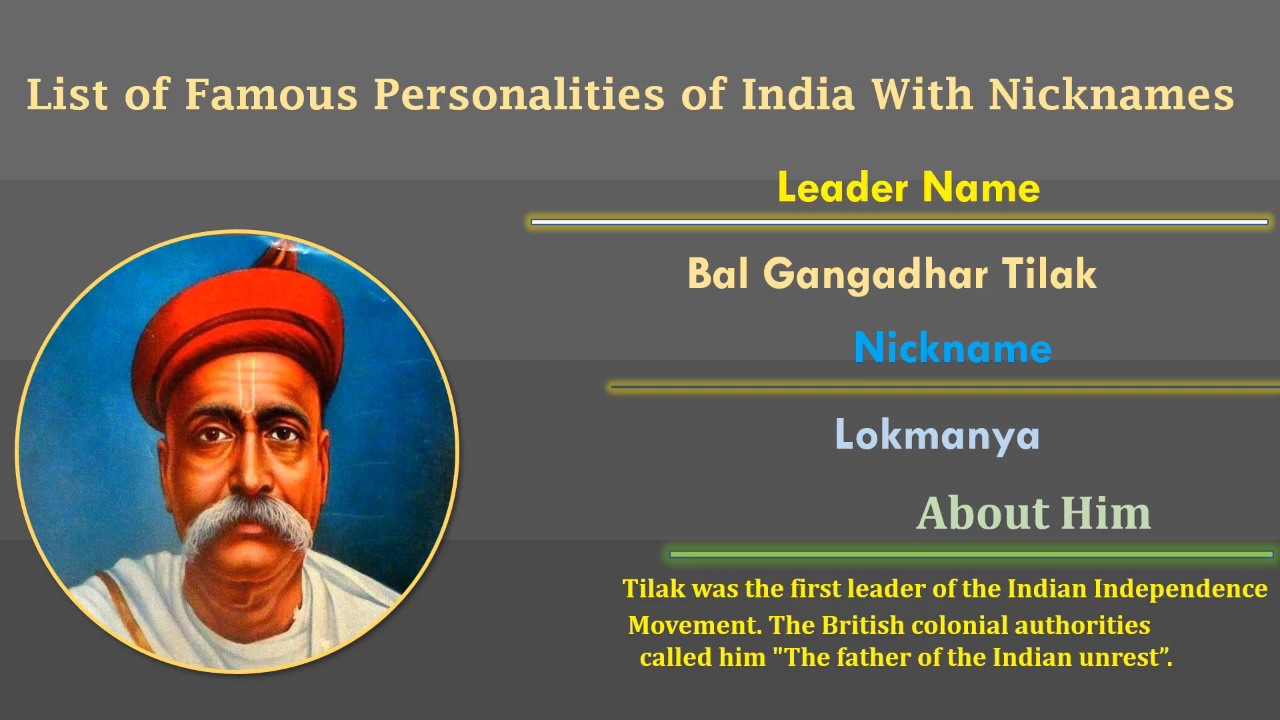 List of Famous Personalities of India With Nicknames
Leader Name
Bal Gangadhar Tilak
Nickname
Lokmanya
About Him
Tilak was the first leader of the Indian Independence
Movement. The British colonial authorities
called him "The father of the Indian unrest”.